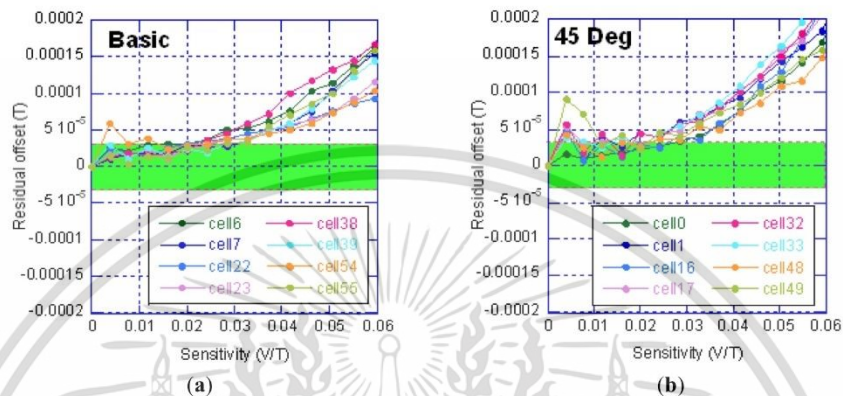 Basic
0.0002
0.00015
0.0001
5 10-5
0
-5 10-5
-0.0001
-0.00015
-0.0002
Residual offset (T)
cell6
cell7
cell22
cell23
cell38
cell39
cell54
cell55
0 0.01 0.02 0.03 0.04 0.05 0.06
Sensitivity (V/T)
(a)
45 Deg
0.0002
0.00015
0.0001
5 10-5
0
-5 10-5
-0.0001
-0.00015
-0.0002
Residual offset (T)
cell0
cell1
cell16
cell17
cell32
cell33
cell48
cell49
0 0.01 0.02 0.03 0.04 0.05 0.06
Sensitivity (V/T)
(b)